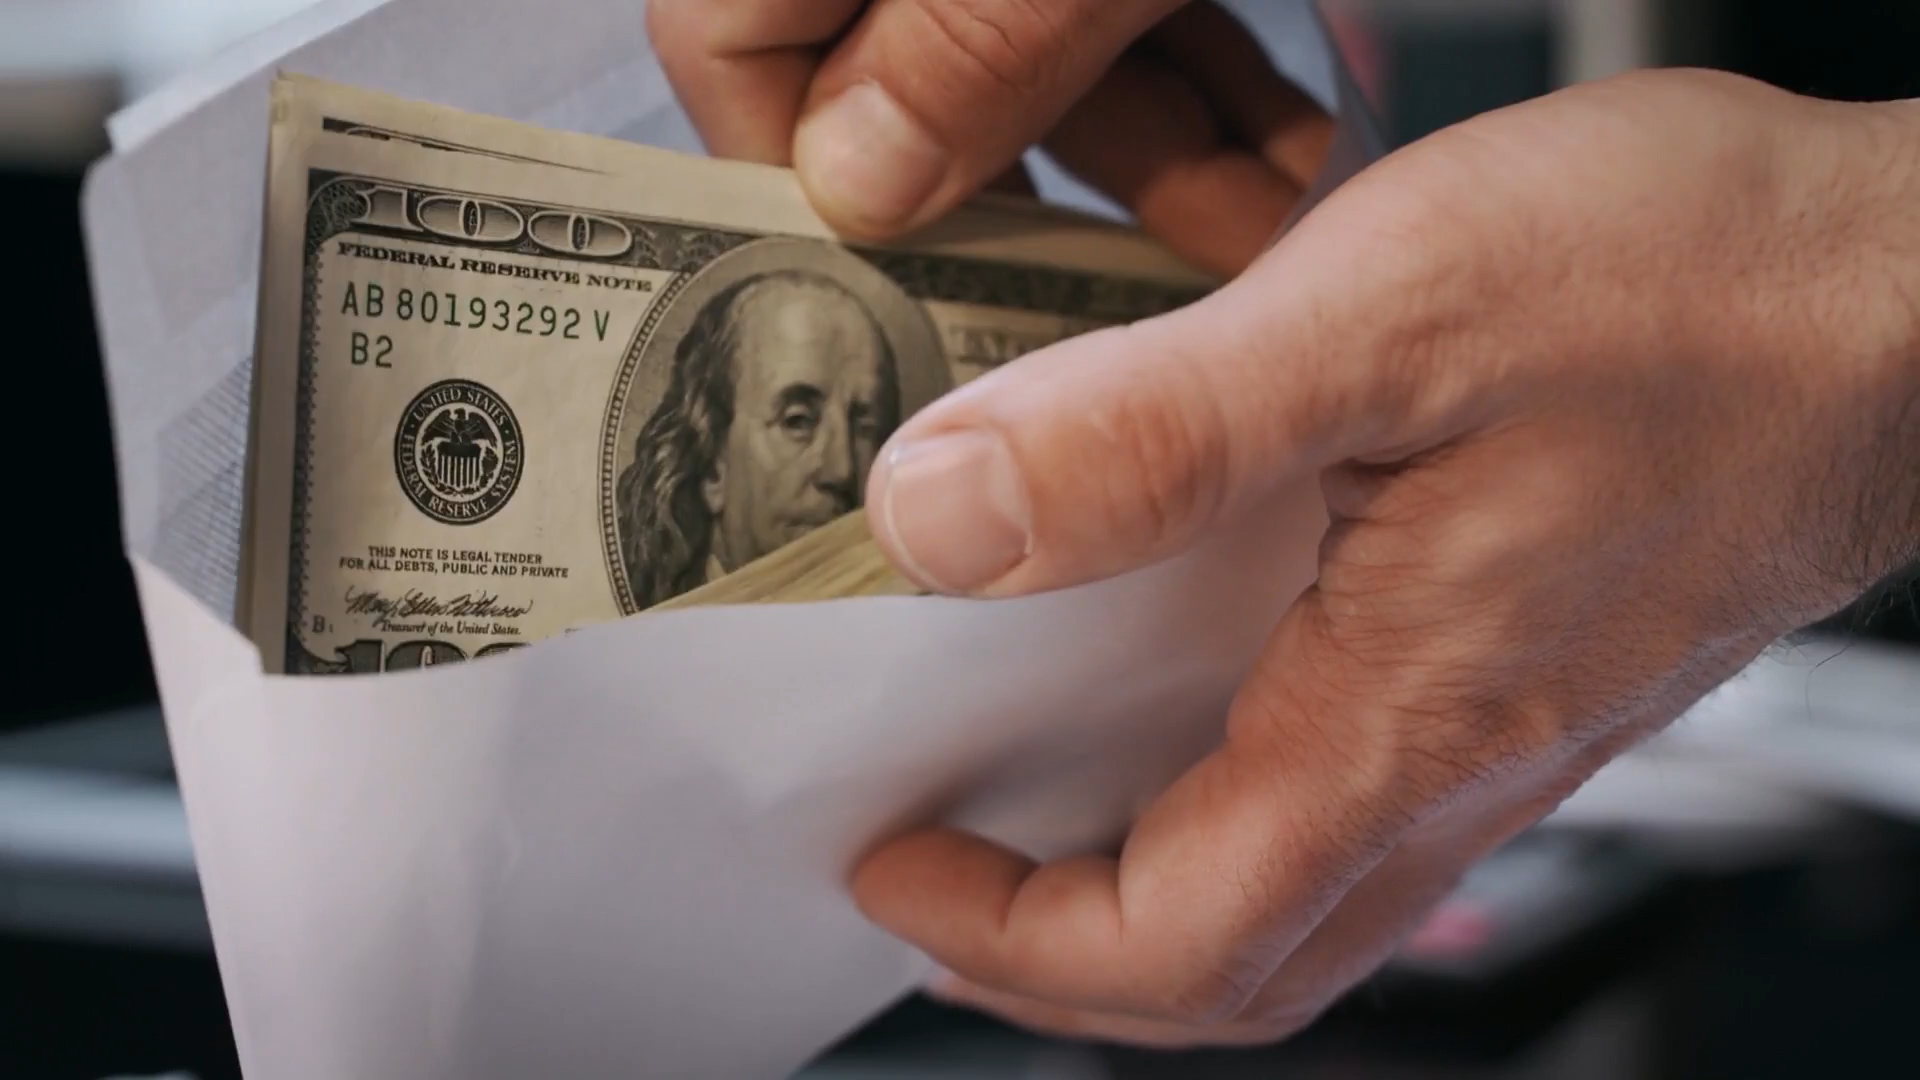 100
FEDERAL RESERVE NOTE
AB 80193292 V
B2
UNITED STATES
FEDERAL RESERVE SYSTEM
THIS NOTE IS LEGAL TENDER
FOR ALL DEBTS, PUBLIC AND PRIVATE
Treasurer of the United States.
100